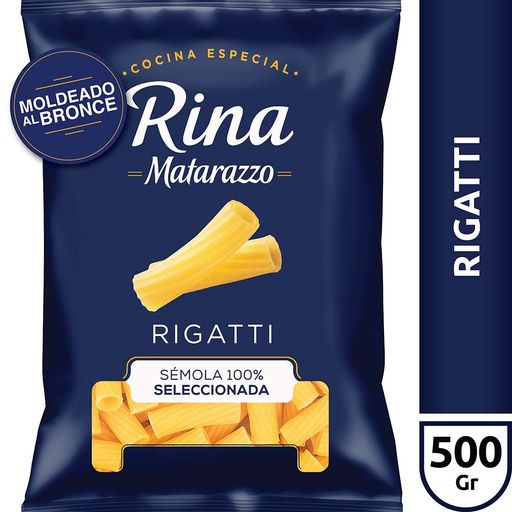 ·COCINA ESPECIAL·
MOLDEADO
AL BRONCE
Rina
Matarazzo
RIGATTI
SÉMOLA 100%
SELECCIONADA
RIGATTI
500
Gr